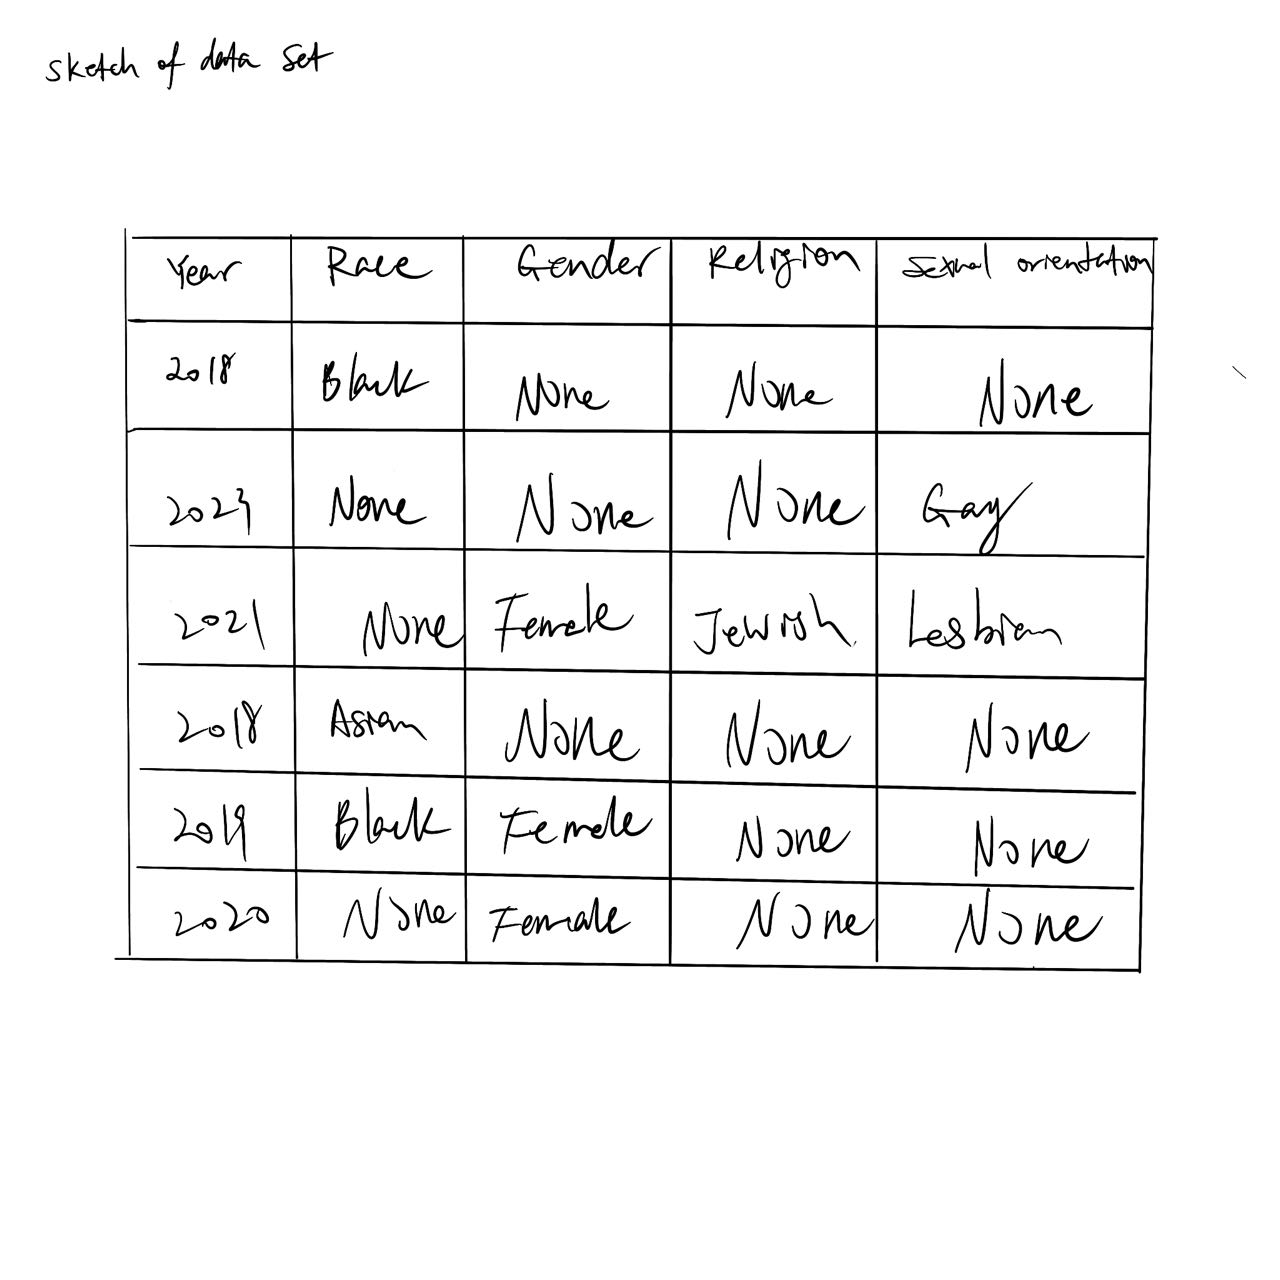 Sketch of data set
Year Race Gender Religion Sexual orientation
2018 Black None None None
2023 None None None Gay
2021 None Female Jewish Lesbian
2018 Asian None None None
2019 Black Female None None
2020 None Female None None